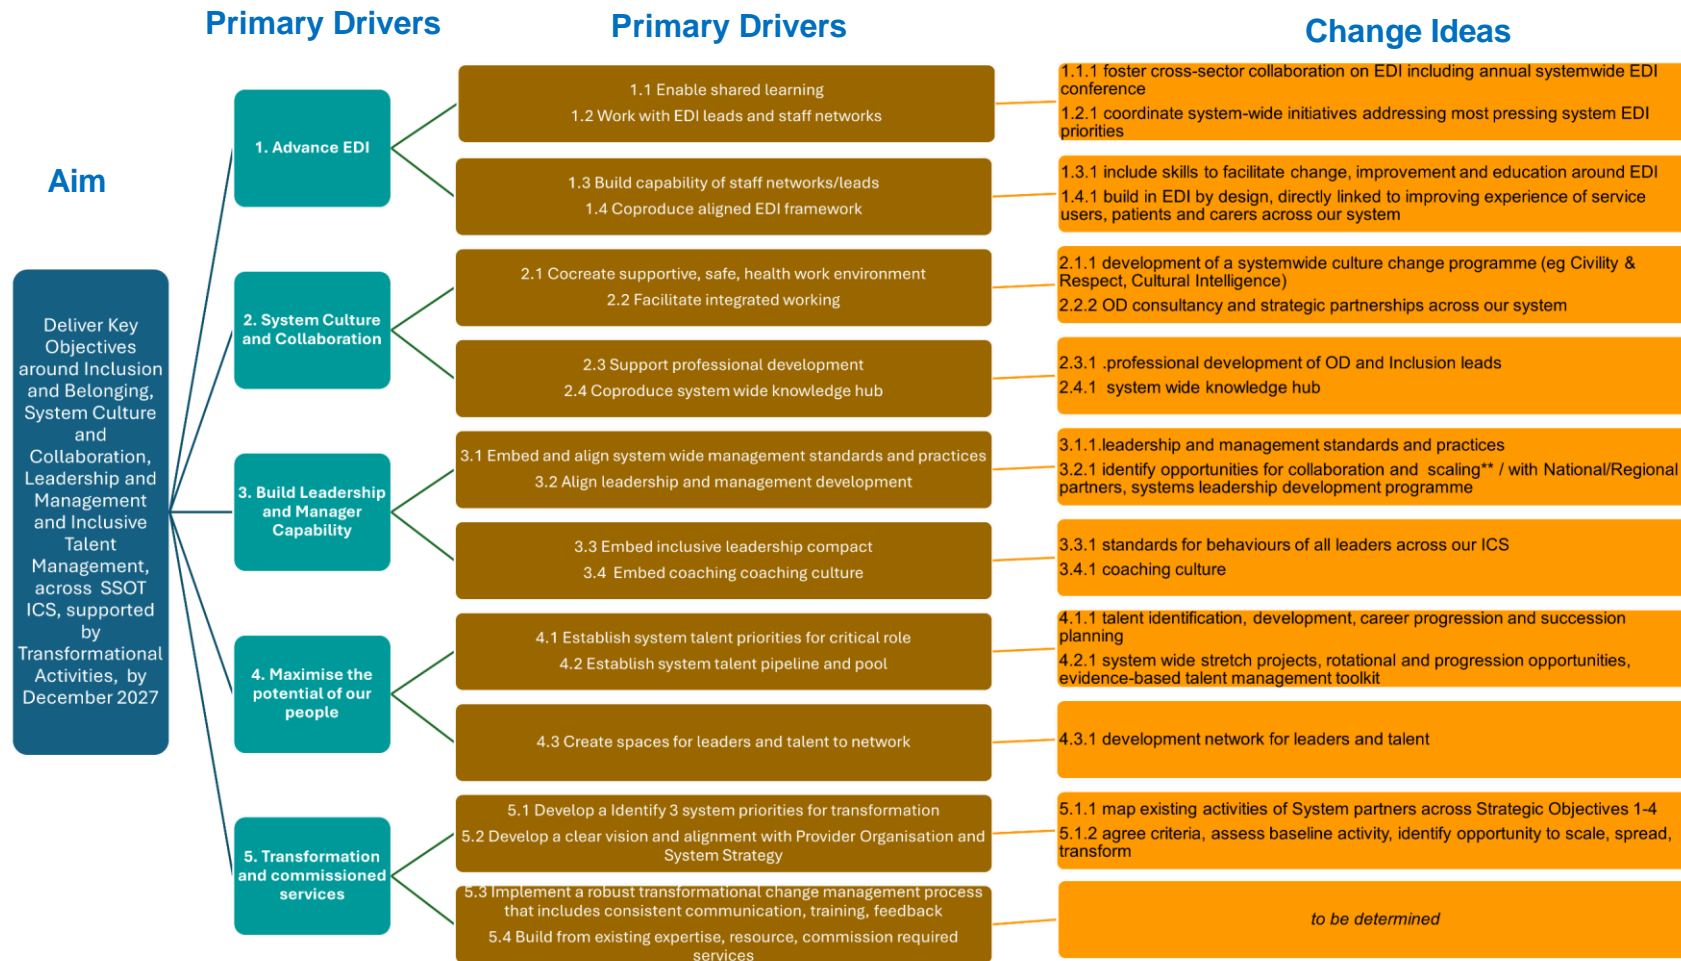 Primary Drivers
Primary Drivers
Change Ideas
Aim
Deliver Key
Objectives
around Inclusion
and Belonging,
System Culture
and
Collaboration,
Leadership and
Management
and Inclusive
Talent
Management,
across SSOT
ICS, supported
by
Transformational
Activities, by
December 2027
1. Advance EDI
1.1 Enable shared learning
1.2 Work with EDI leads and staff networks
1.1.1 foster cross-sector collaboration on EDI including annual systemwide EDI
conference
1.2.1 coordinate system-wide initiatives addressing most pressing system EDI
priorities
1.3 Build capability of staff networks/leads
1.4 Coproduce aligned EDI framework
1.3.1 include skills to facilitate change, improvement and education around EDI
1.4.1 build in EDI by design, directly linked to improving experience of service
users, patients and carers across our system
2. System Culture
and Collaboration
2.1 Cocreate supportive, safe, health work environment
2.2 Facilitate integrated working
2.1.1 development of a systemwide culture change programme (eg Civility &
Respect, Cultural Intelligence)
2.2.2 OD consultancy and strategic partnerships across our system
2.3 Support professional development
2.4 Coproduce system wide knowledge hub
2.3.1 .professional development of OD and Inclusion leads
2.4.1 system wide knowledge hub
3. Build Leadership
and Manager
Capability
3.1 Embed and align system wide management standards and practices
3.2 Align leadership and management development
3.1.1.leadership and management standards and practices
3.2.1 identify opportunities for collaboration and scaling** / with National/Regional
partners, systems leadership development programme
3.3 Embed inclusive leadership compact
3.4 Embed coaching coaching culture
3.3.1 standards for behaviours of all leaders across our ICS
3.4.1 coaching culture
4. Maximise the
potential of our
people
4.1 Establish system talent priorities for critical role
4.2 Establish system talent pipeline and pool
4.1.1 talent identification, development, career progression and succession
planning
4.2.1 system wide stretch projects, rotational and progression opportunities,
evidence-based talent management toolkit
4.3 Create spaces for leaders and talent to network
4.3.1 development network for leaders and talent
5. Transformation
and commissioned
services
5.1 Develop a Identify 3 system priorities for transformation
5.2 Develop a clear vision and alignment with Provider Organisation and
System Strategy
5.1.1 map existing activities of System partners across Strategic Objectives 1-4
5.1.2 agree criteria, assess baseline activity, identify opportunity to scale, spread,
transform
5.3 Implement a robust transformational change management process
that includes consistent communication, training, feedback
5.4 Build from existing expertise, resource, commission required
services
to be determined